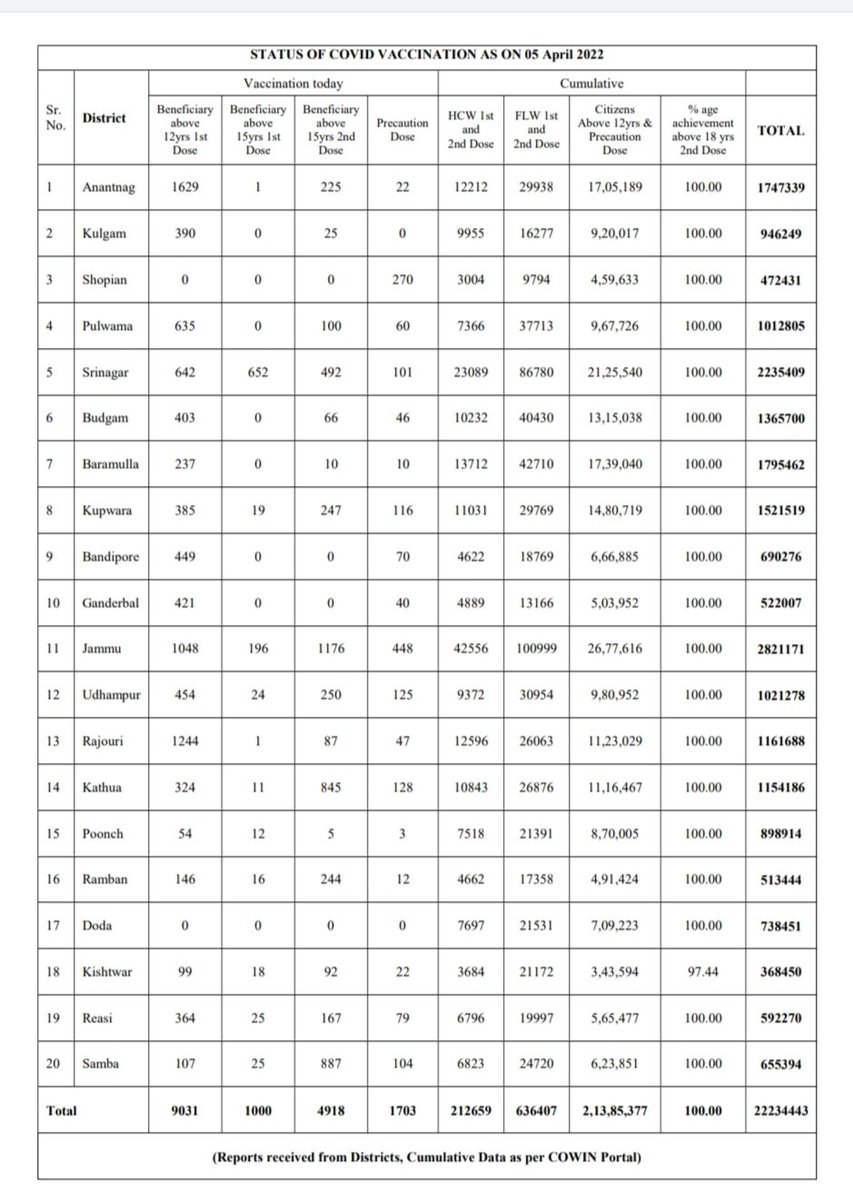 STATUS OF COVID VACCINATION AS ON 05 April 2022
Vaccination today Cumulative
Sr. No. District Beneficiary above 12yrs 1st Dose Beneficiary above 15yrs 1st Dose Beneficiary above 15yrs 2nd Dose Precaution Dose HCW 1st and 2nd Dose FLW 1st and 2nd Dose Citizens Above 12yrs & Precaution Dose % age achievement above 18 yrs 2nd Dose TOTAL
1 Anantnag 1629 1 225 22 12212 29938 17,05,189 100.00 1747339
2 Kulgam 390 0 25 0 9955 16277 9,20,017 100.00 946249
3 Shopian 0 0 0 270 3004 9794 4,59,633 100.00 472431
4 Pulwama 635 0 100 60 7366 37713 9,67,726 100.00 1012805
5 Srinagar 642 652 492 101 23089 86780 21,25,540 100.00 2235409
6 Budgam 403 0 66 46 10232 40430 13,15,038 100.00 1365700
7 Baramulla 237 0 10 10 13712 42710 17,39,040 100.00 1795462
8 Kupwara 385 19 247 116 11031 29769 14,80,719 100.00 1521519
9 Bandipore 449 0 0 70 4622 18769 6,66,885 100.00 690276
10 Ganderbal 421 0 0 40 4889 13166 5,03,952 100.00 522007
11 Jammu 1048 196 1176 448 42556 100999 26,77,616 100.00 2821171
12 Udhampur 454 24 250 125 9372 30954 9,80,952 100.00 1021278
13 Rajouri 1244 1 87 47 12596 26063 11,23,029 100.00 1161688
14 Kathua 324 11 845 128 10843 26876 11,16,467 100.00 1154186
15 Poonch 54 12 5 3 7518 21391 8,70,005 100.00 898914
16 Ramban 146 16 244 12 4662 17358 4,91,424 100.00 513444
17 Doda 0 0 0 0 7697 21531 7,09,223 100.00 738451
18 Kishtwar 99 18 92 22 3684 21172 3,43,594 97.44 368450
19 Reasi 364 25 167 79 6796 19997 5,65,477 100.00 592270
20 Samba 107 25 887 104 6823 24720 6,23,851 100.00 655394
Total 9031 1000 4918 1703 212659 636407 2,13,85,377 100.00 22234443
(Reports received from Districts, Cumulative Data as per COWIN Portal)